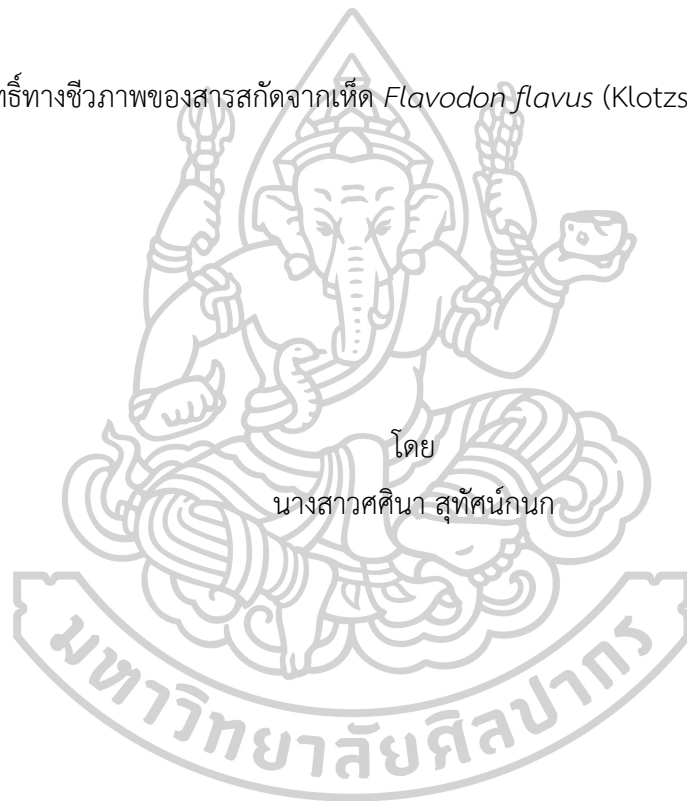 ทธิ์ทางชีวภาพของสารสกัดจากเห็ด Flavodon flavus (Klotzs
โดย
นางสาวศศินา สุทัศน์กนก
มหาวิทยาลัยศิลปากร